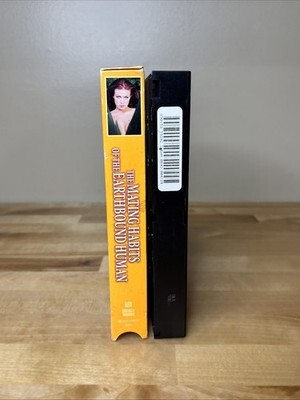 THE MATING HABITS
OF THE EARTHBOUND HUMAN